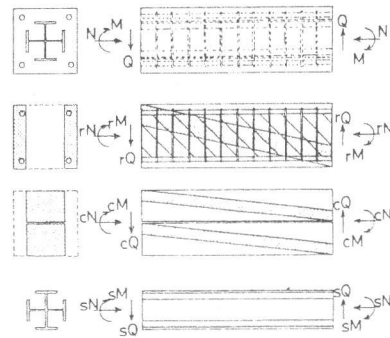 N M Q Q N M
rN rM rQ rQ rN rM
cN cM cQ cQ cN cM
sN sM sQ sQ sN sM